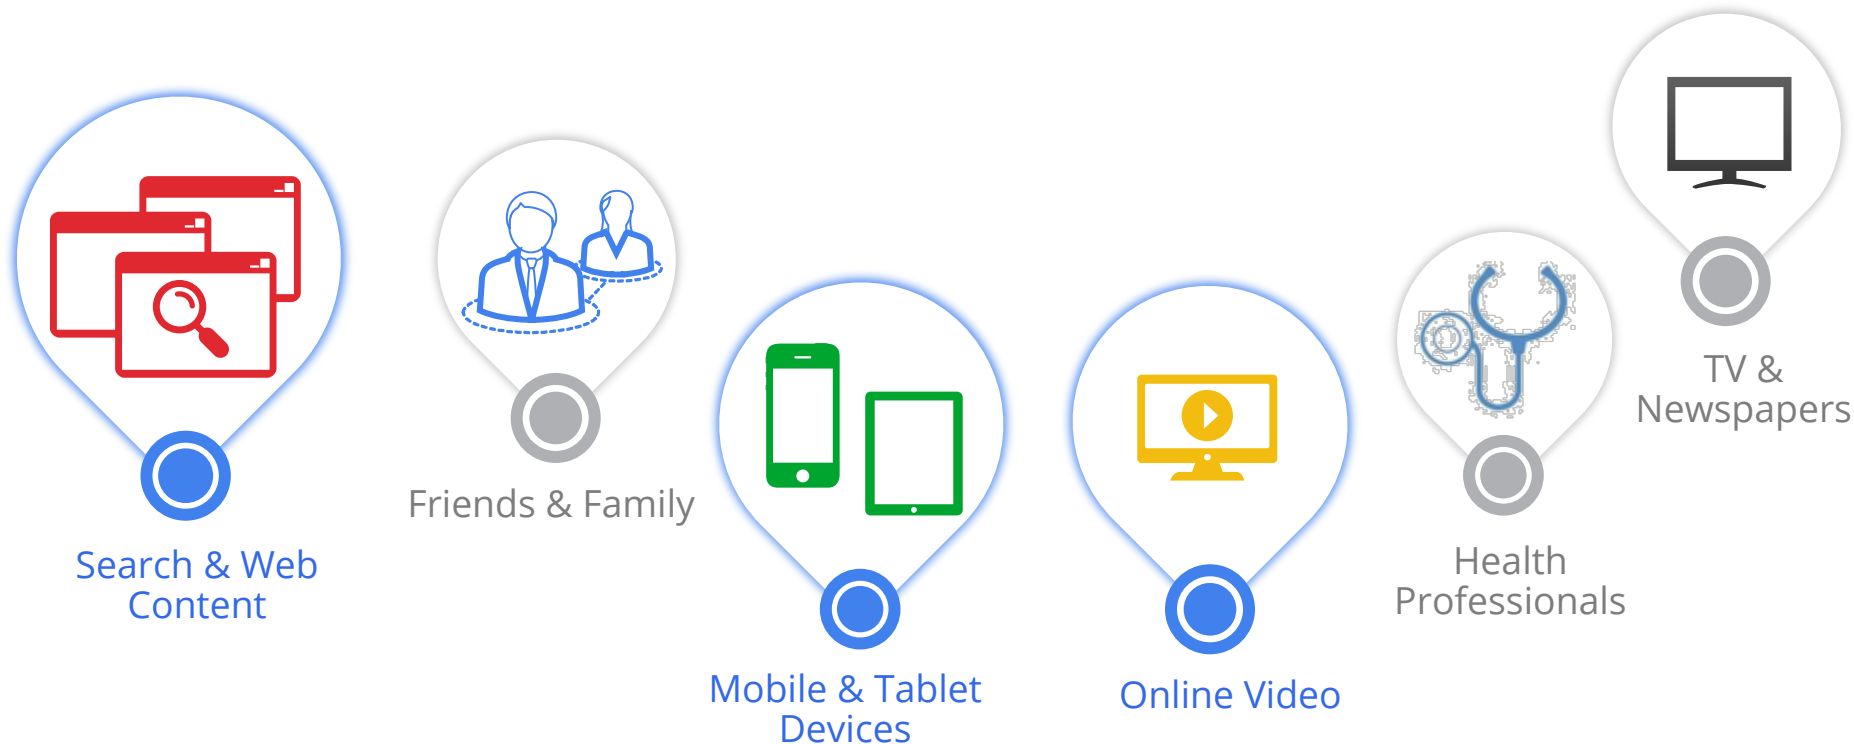 Search & Web
Content
Friends & Family
Mobile & Tablet
Devices
Online Video
Health
Professionals
TV &
Newspapers